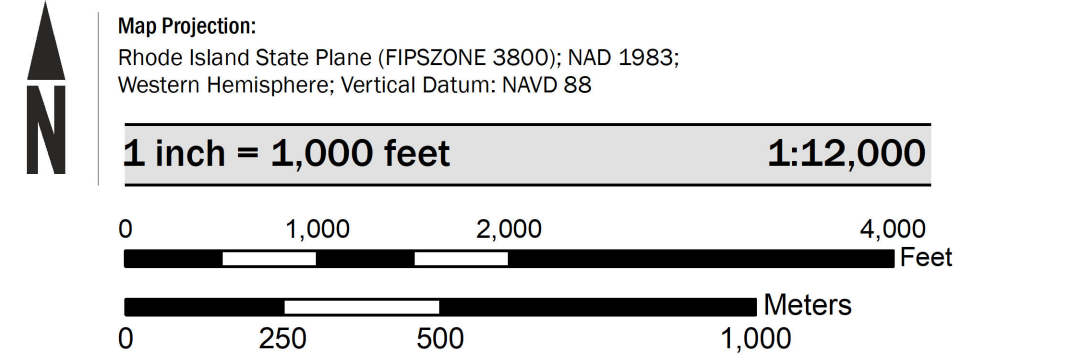 N
Map Projection:
Rhode Island State Plane (FIPSZONE 3800); NAD 1983;
Western Hemisphere; Vertical Datum: NAVD 88
1 inch = 1,000 feet 1:12,000
0 1,000 2,000 4,000
Feet
Meters
0 250 500 1,000